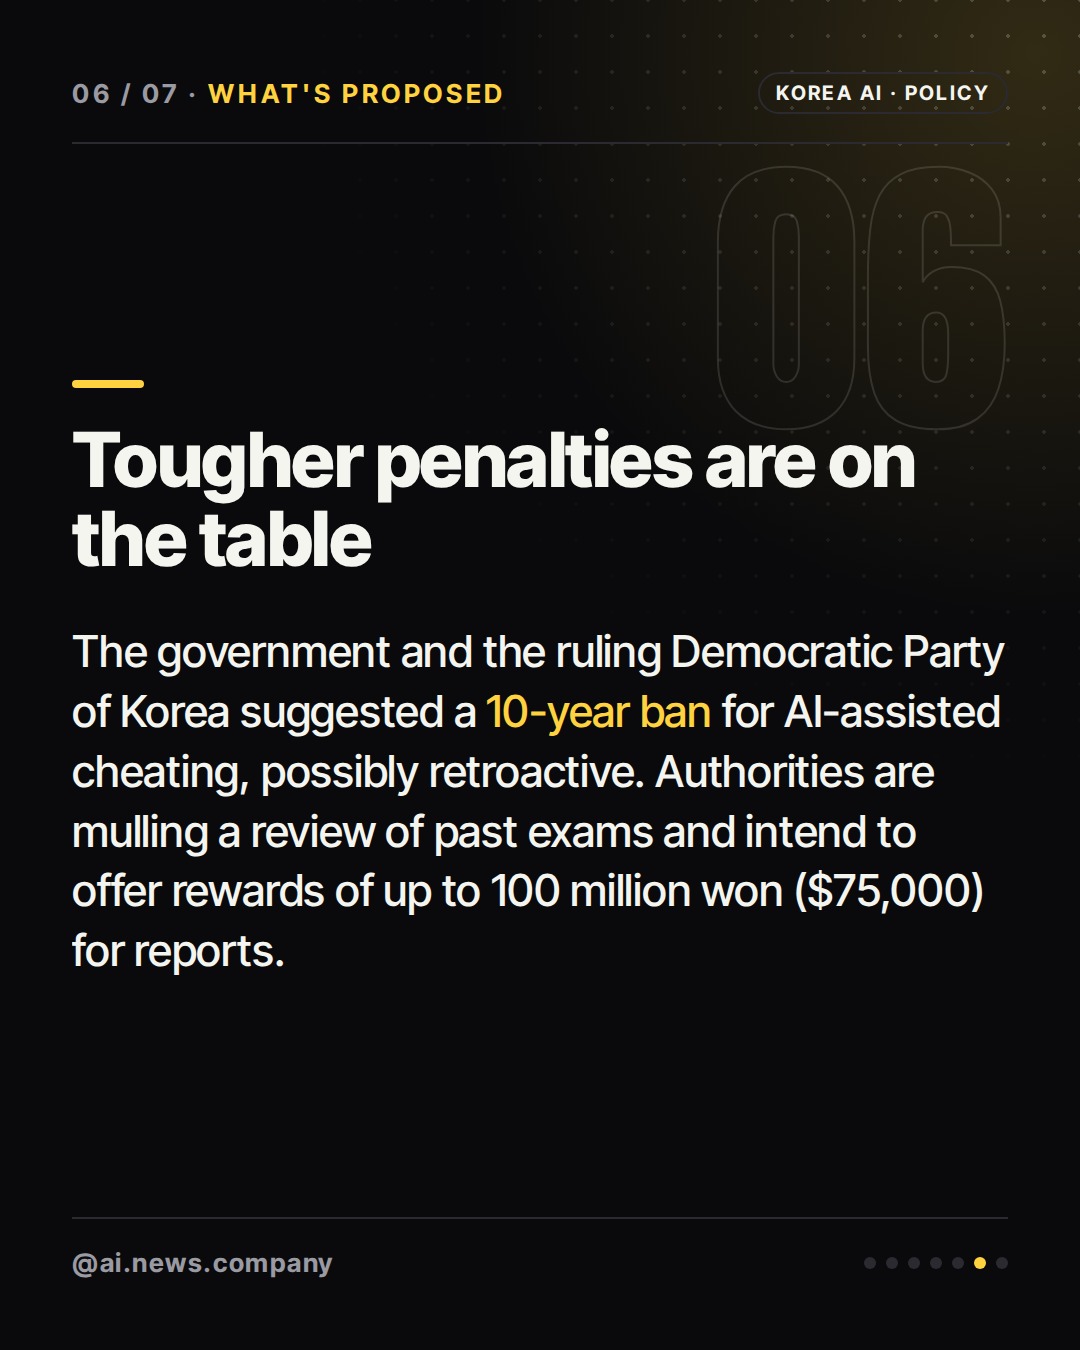 06 / 07 · WHAT'S PROPOSED
KOREA AI · POLICY
06
Tougher penalties are on
the table
The government and the ruling Democratic Party
of Korea suggested a 10-year ban for AI-assisted
cheating, possibly retroactive. Authorities are
mulling a review of past exams and intend to
offer rewards of up to 100 million won ($75,000)
for reports.
@ai.news.company